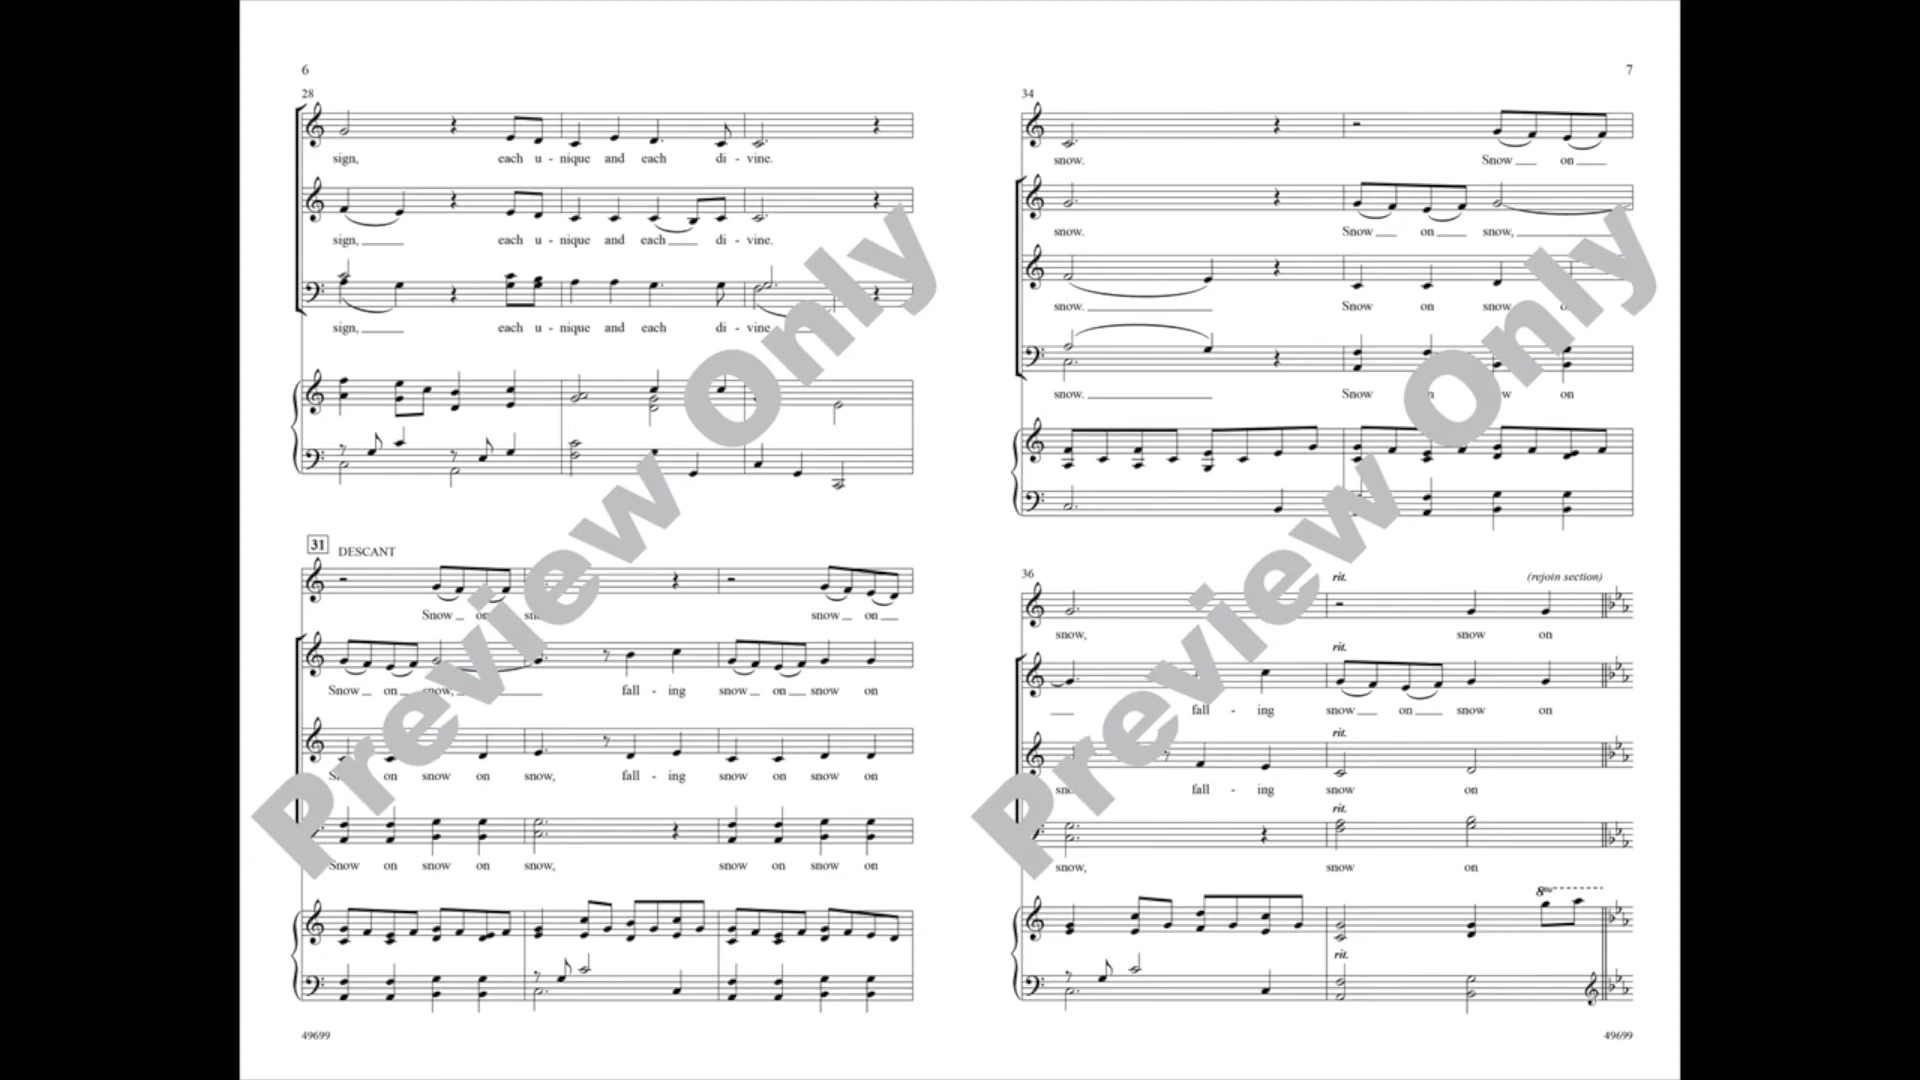 6
28
sign, each u - nique and each di - vine.
sign, each u - nique and each di - vine.
sign, each u - nique and each di - vine
31 DESCANT
Snow on snow on
Snow on snow, fall - ing snow on snow on
on snow on snow, fall - ing snow on snow on
Snow on snow on snow, snow on snow on
49699
Preview Only
7
34
snow. Snow on
snow. Snow on snow,
snow. Snow on snow
snow. Snow on
36 rit. (rejoin section)
snow, snow on
rit.
fall - ing snow on snow on
rit.
fall - ing snow on
rit.
snow, snow on
8va
rit.
49699
Preview Only